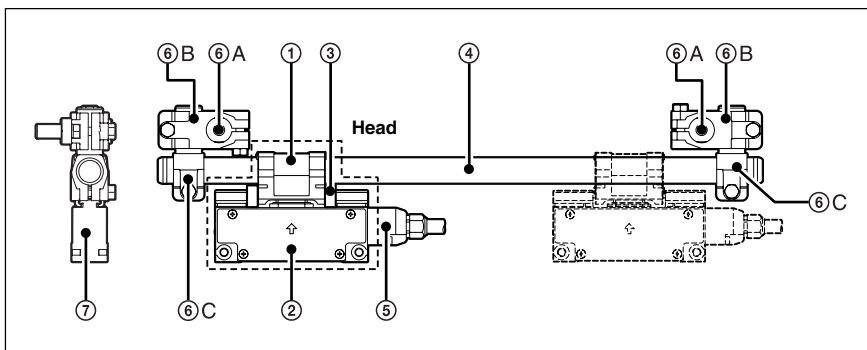 ⑥B ⑥A ① ③ ④ ⑥A ⑥B
Head
⑥C
⑦ ⑥C ② ⑤